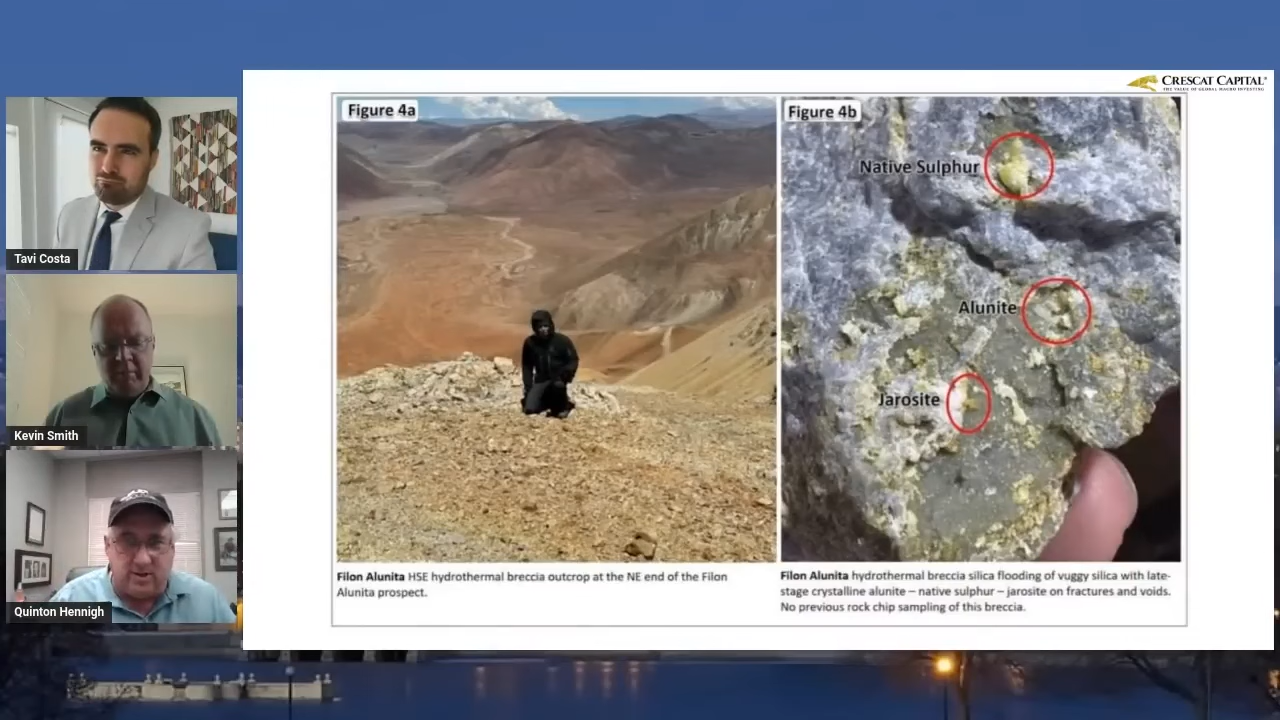 CRESCAT CAPITAL®
THE VALUE OF GLOBAL MACRO INVESTING
Figure 4a
Figure 4b
Native Sulphur
Alunite
Jarosite
Tavi Costa
Kevin Smith
Quinton Hennigh
Filon Alunita HSE hydrothermal breccia outcrop at the NE end of the Filon
Alunita prospect.
Filon Alunita hydrothermal breccia silica flooding of vuggy silica with late-
stage crystalline alunite – native sulphur – jarosite on fractures and voids.
No previous rock chip sampling of this breccia.